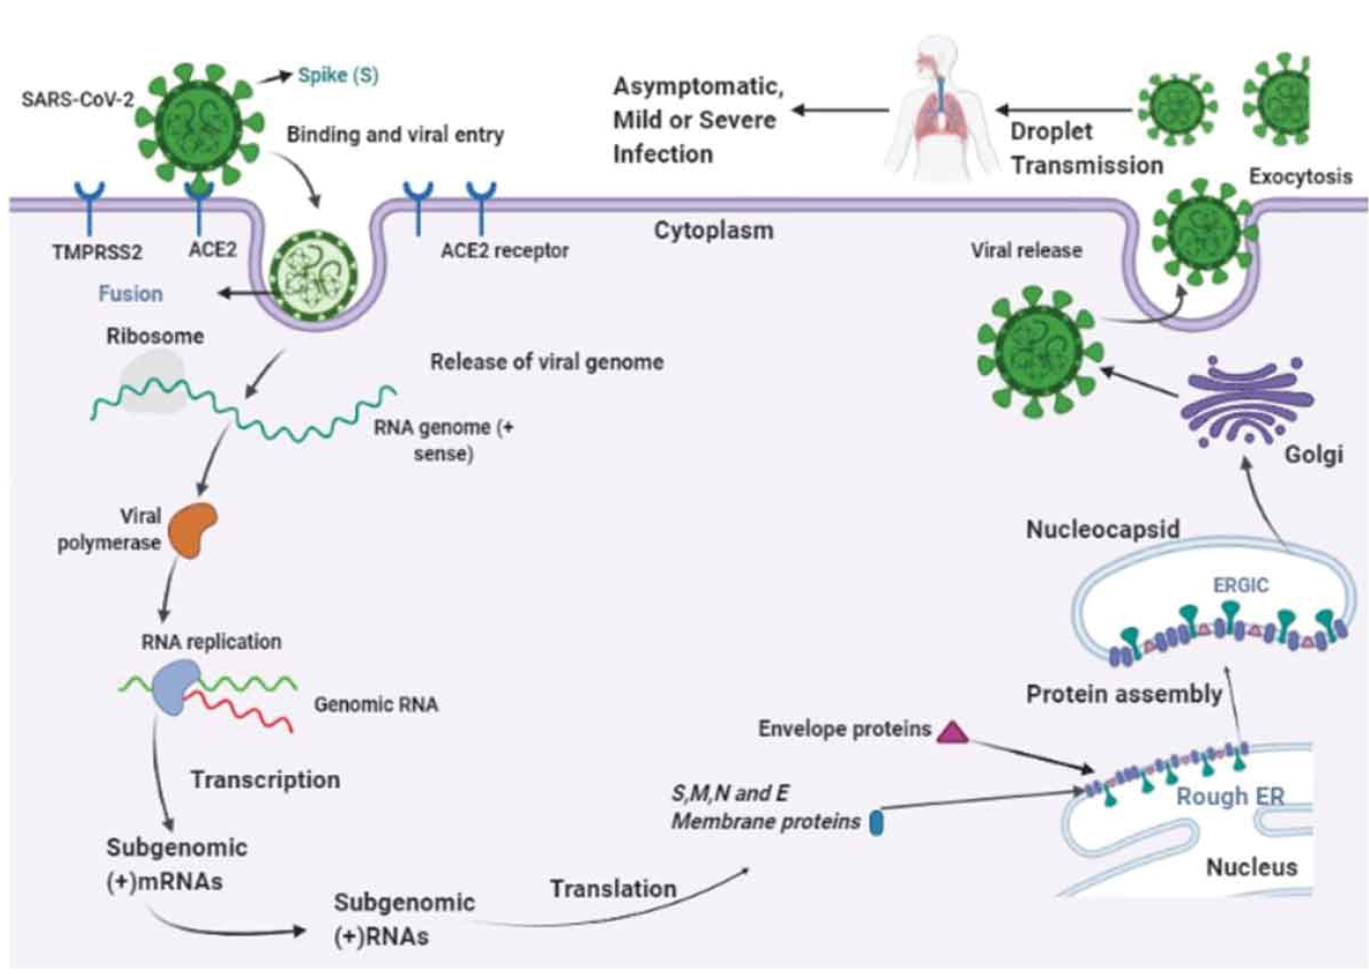 SARS-CoV-2
Spike (S)
Binding and viral entry
Asymptomatic,
Mild or Severe
Infection
Droplet
Transmission
Exocytosis
TMPRSS2
ACE2
ACE2 receptor
Cytoplasm
Viral release
Fusion
Ribosome
Release of viral genome
RNA genome (+
sense)
Golgi
Viral
polymerase
Nucleocapsid
ERGIC
RNA replication
Genomic RNA
Protein assembly
Envelope proteins
Transcription
S,M,N and E
Membrane proteins
Rough ER
Nucleus
Subgenomic
(+)mRNAs
Translation
Subgenomic
(+)RNAs